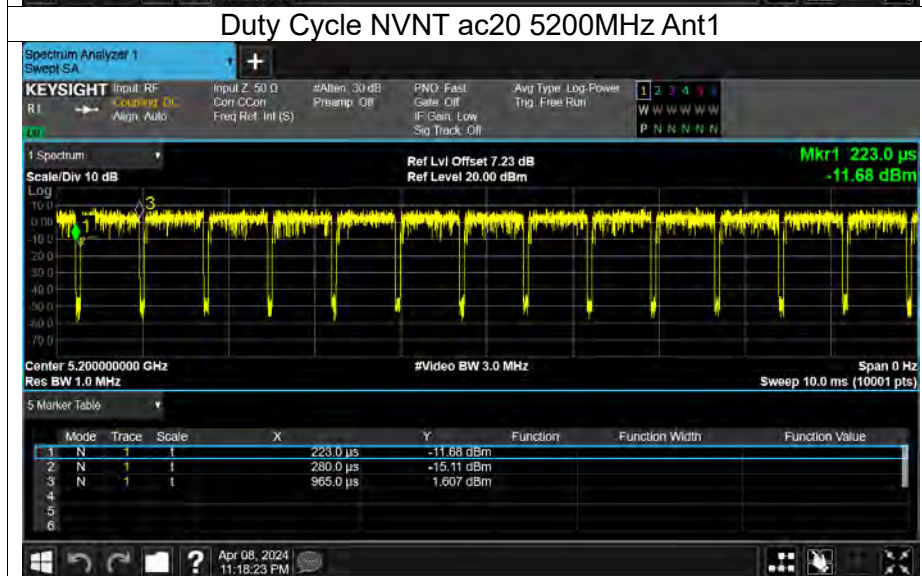 Duty Cycle NVNT ac20 5200MHz Ant1
Spectrum Analyzer 1
Swept SA
+
KEYSIGHT Input: RF Input Z: 50 Ω #Atten: 30 dB PNO: Fast Avg Type: Log-Power 1 2 3 4 5 6
R L Coupling: DC Corr CCorr Preamp: Off Gate: Off Trig: Free Run W W W W W W
Align: Auto Freq Ref: Int (S) IF Gain: Low
Sig Track: Off P N N N N N
1 Spectrum
Ref Lvl Offset 7.23 dB Mkr1 223.0 µs
Scale/Div 10 dB Ref Level 20.00 dBm -11.68 dBm
Log
10.0
0.00
-10.0
-20.0
-30.0
-40.0
-50.0
-60.0
-70.0
1
3
Center 5.200000000 GHz #Video BW 3.0 MHz Span 0 Hz
Res BW 1.0 MHz Sweep 10.0 ms (10001 pts)
5 Marker Table
Mode Trace Scale X Y Function Function Width Function Value
1 N 1 t 223.0 µs -11.68 dBm
2 N 1 t 280.0 µs -15.11 dBm
3 N 1 t 965.0 µs 1.607 dBm
4
5
6
?
Apr 08, 2024
11:18:23 PM